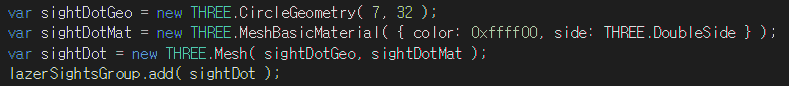 var sightDotGeo = new THREE.CircleGeometry( 7, 32 );
var sightDotMat = new THREE.MeshBasicMaterial( { color: 0xffff00, side: THREE.DoubleSide } );
var sightDot = new THREE.Mesh( sightDotGeo, sightDotMat );
lazerSightsGroup.add( sightDot );